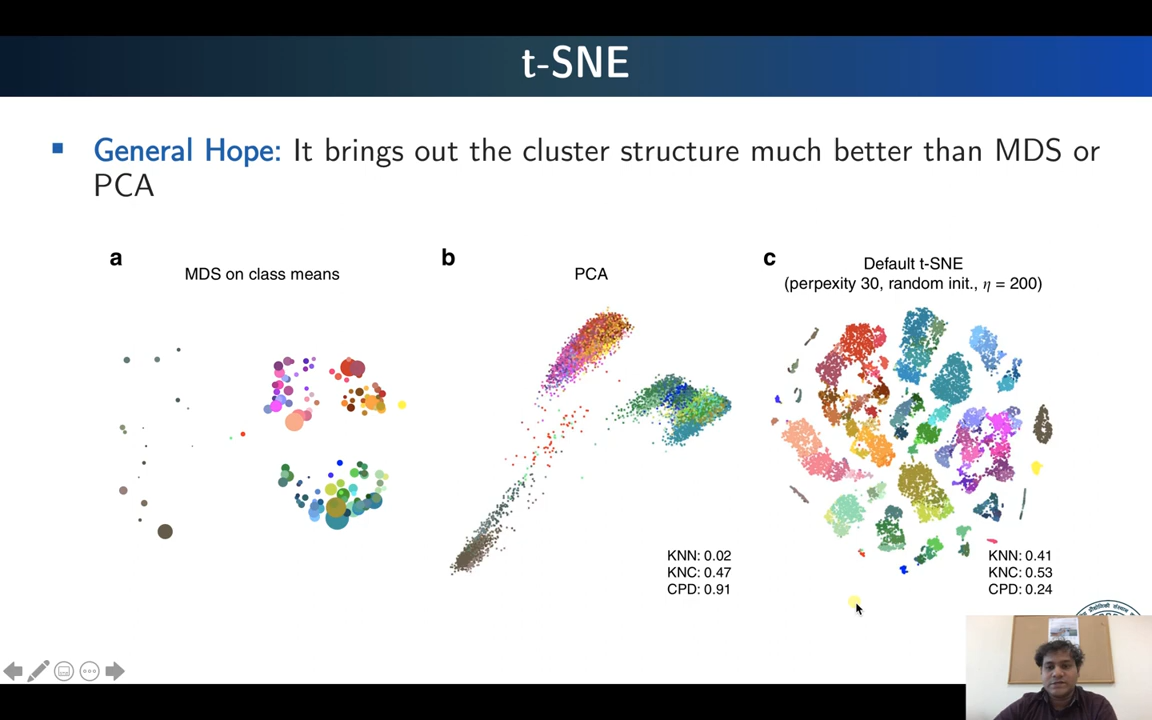 t-SNE
General Hope: It brings out the cluster structure much better than MDS or
PCA
a
MDS on class means
b
PCA
c
Default t-SNE
(perpexity 30, random init., η = 200)
KNN: 0.02
KNC: 0.47
CPD: 0.91
KNN: 0.41
KNC: 0.53
CPD: 0.24